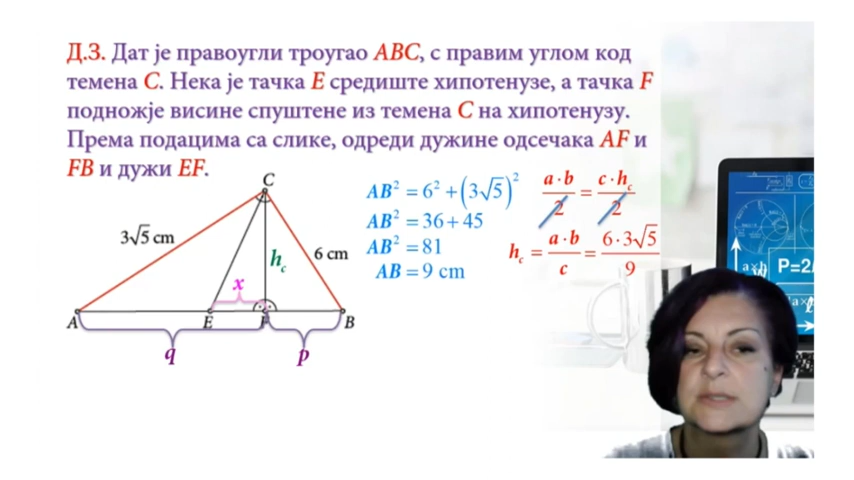 Д.З. Дат је правоугли троугао ABC, с правим углом код
темена C. Нека је тачка E средиште хипотенузе, а тачка F
подножје висине спуштене из темена C на хипотенузу.
Према подацима са слике, одреди дужине одсечака AF и
FB и дужи EF.
C
3√5 cm
h_c
6 cm
x
A E F B
q p
AB² = 6² + (3√5)²
AB² = 36 + 45
AB² = 81
AB = 9 cm
a·b/2 = c·h_c/2
h_c = a·b/c = 6·3√5/9
P=2